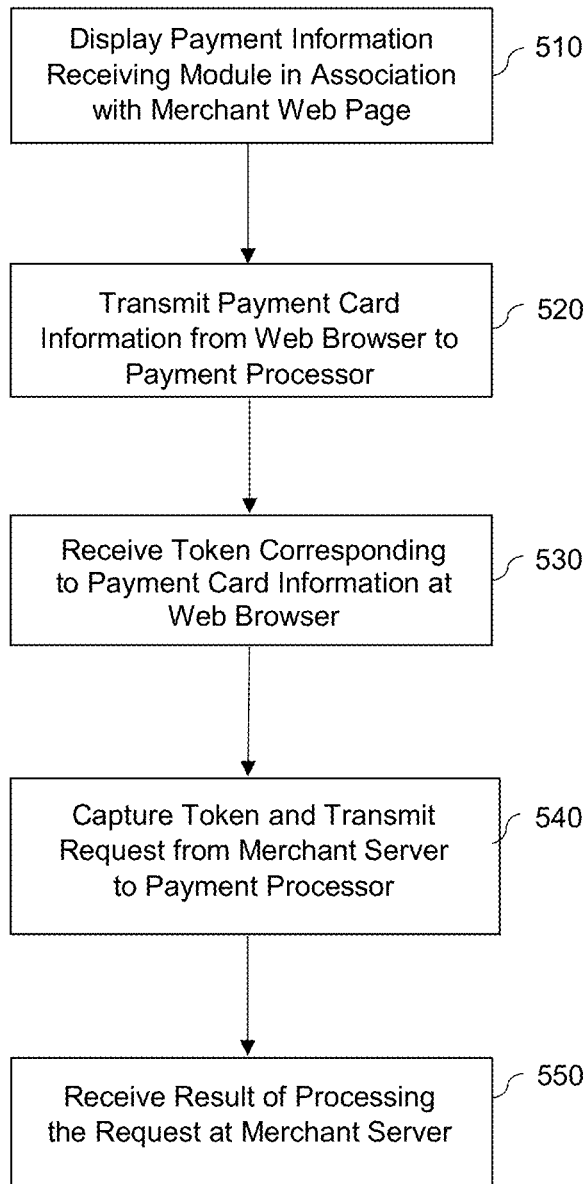 Display Payment Information
Receiving Module in Association
with Merchant Web Page
510
Transmit Payment Card
Information from Web Browser to
Payment Processor
520
Receive Token Corresponding
to Payment Card Information at
Web Browser
530
Capture Token and Transmit
Request from Merchant Server
to Payment Processor
540
Receive Result of Processing
the Request at Merchant Server
550